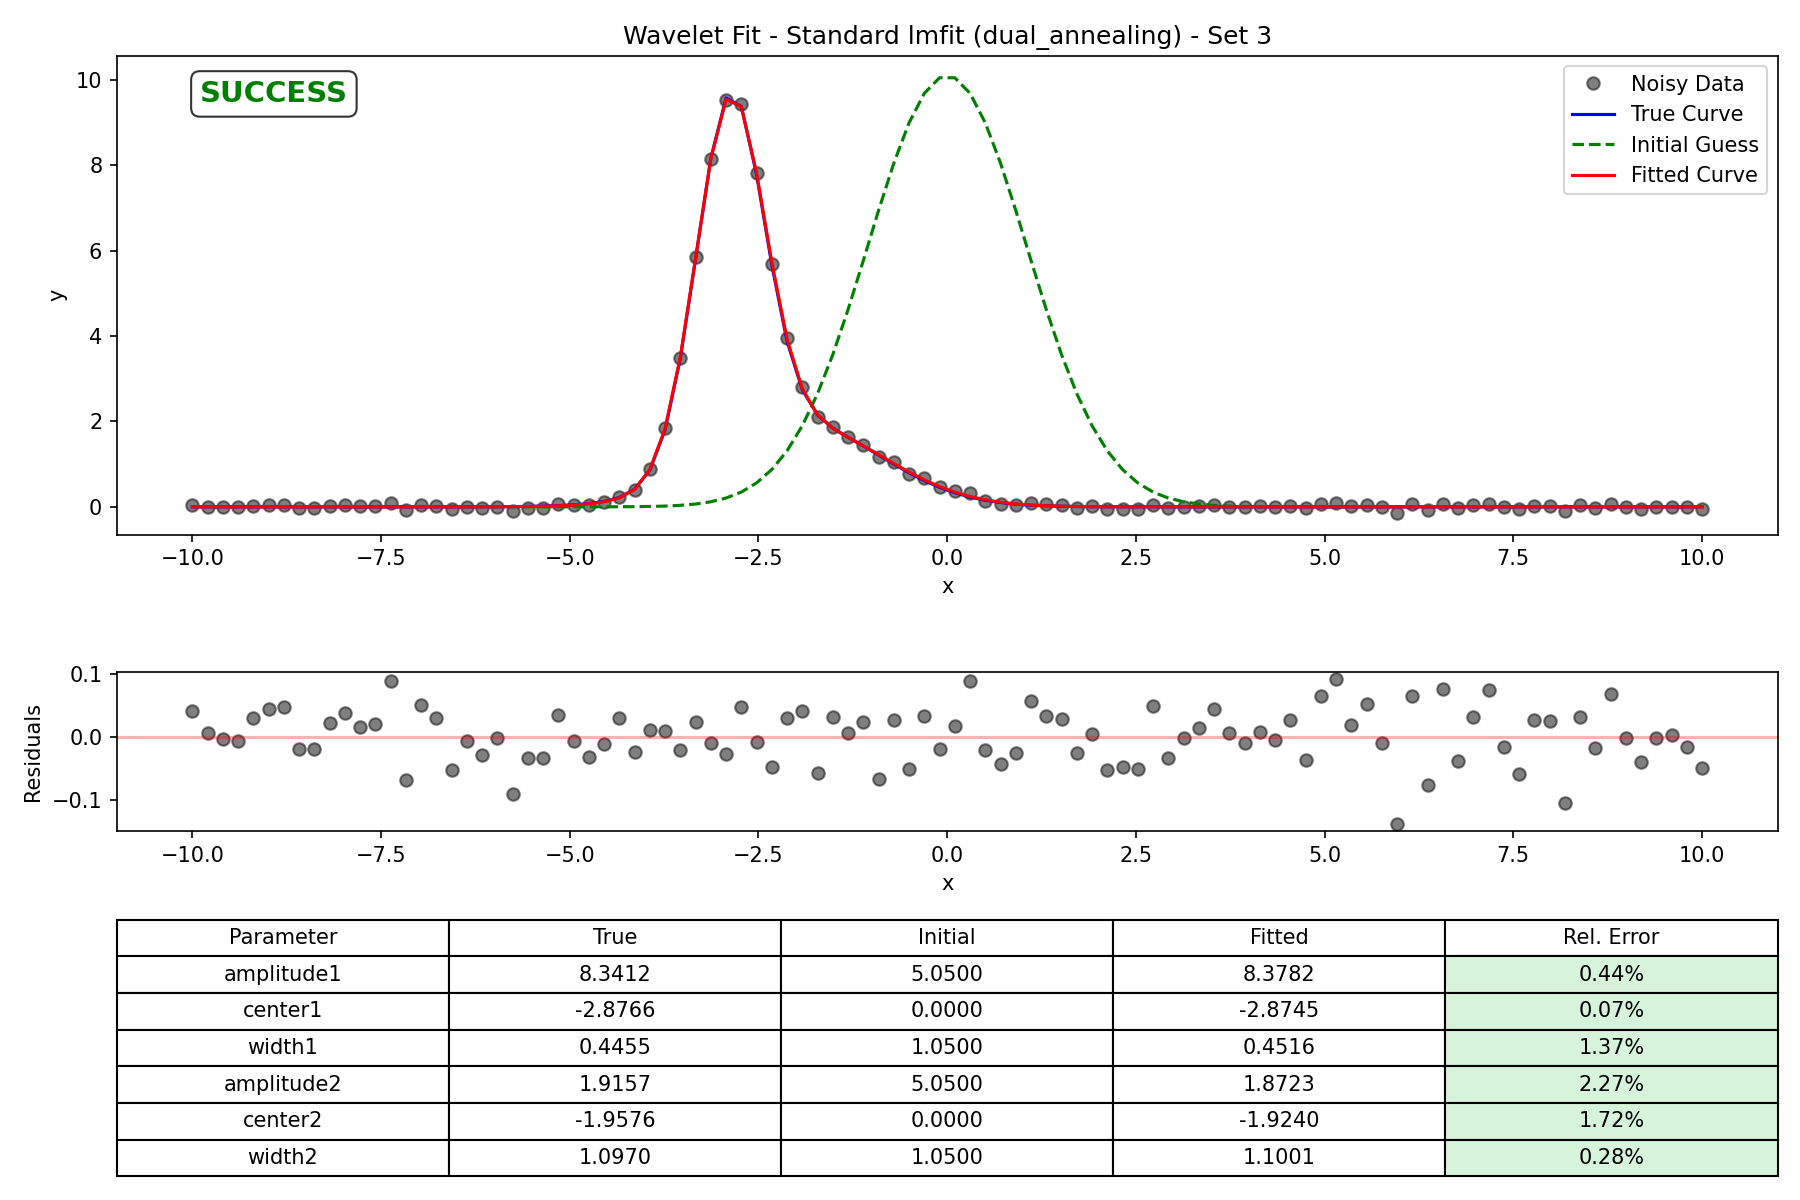 Wavelet Fit - Standard lmfit (dual_annealing) - Set 3
SUCCESS
Noisy Data
True Curve
Initial Guess
Fitted Curve
10
8
6
4
2
0
y
−10.0 −7.5 −5.0 −2.5 0.0 2.5 5.0 7.5 10.0
x
0.1
0.0
−0.1
Residuals
−10.0 −7.5 −5.0 −2.5 0.0 2.5 5.0 7.5 10.0
x
Parameter True Initial Fitted Rel. Error
amplitude1 8.3412 5.0500 8.3782 0.44%
center1 -2.8766 0.0000 -2.8745 0.07%
width1 0.4455 1.0500 0.4516 1.37%
amplitude2 1.9157 5.0500 1.8723 2.27%
center2 -1.9576 0.0000 -1.9240 1.72%
width2 1.0970 1.0500 1.1001 0.28%